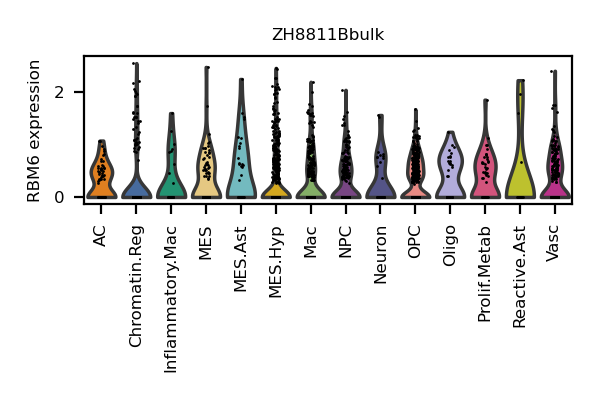 ZH8811Bbulk
RBM6 expression
2
0
AC
Chromatin.Reg
Inflammatory.Mac
MES
MES.Ast
MES.Hyp
Mac
NPC
Neuron
OPC
Oligo
Prolif.Metab
Reactive.Ast
Vasc